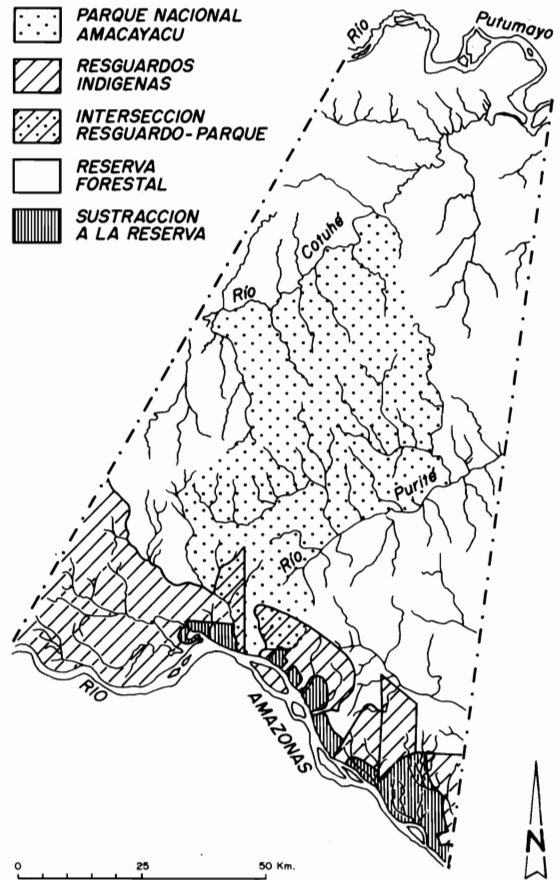 PARQUE NACIONAL
AMACAYACU
RESGUARDOS
INDIGENAS
INTERSECCION
RESGUARDO-PARQUE
RESERVA
FORESTAL
SUSTRACCION
A LA RESERVA
Río Putumayo
Río Cotuhé
Río Purité
RIO AMAZONAS
0 25 50 Km.
N